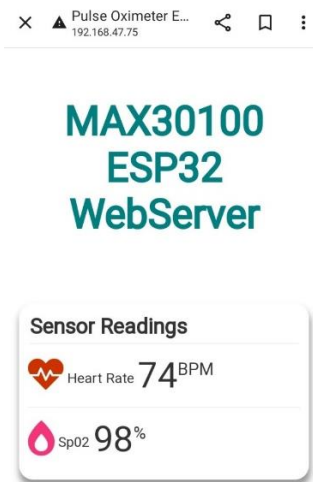 Pulse Oximeter E...
192.168.47.75
MAX30100
ESP32
WebServer
Sensor Readings
Heart Rate 74BPM
Sp02 98%